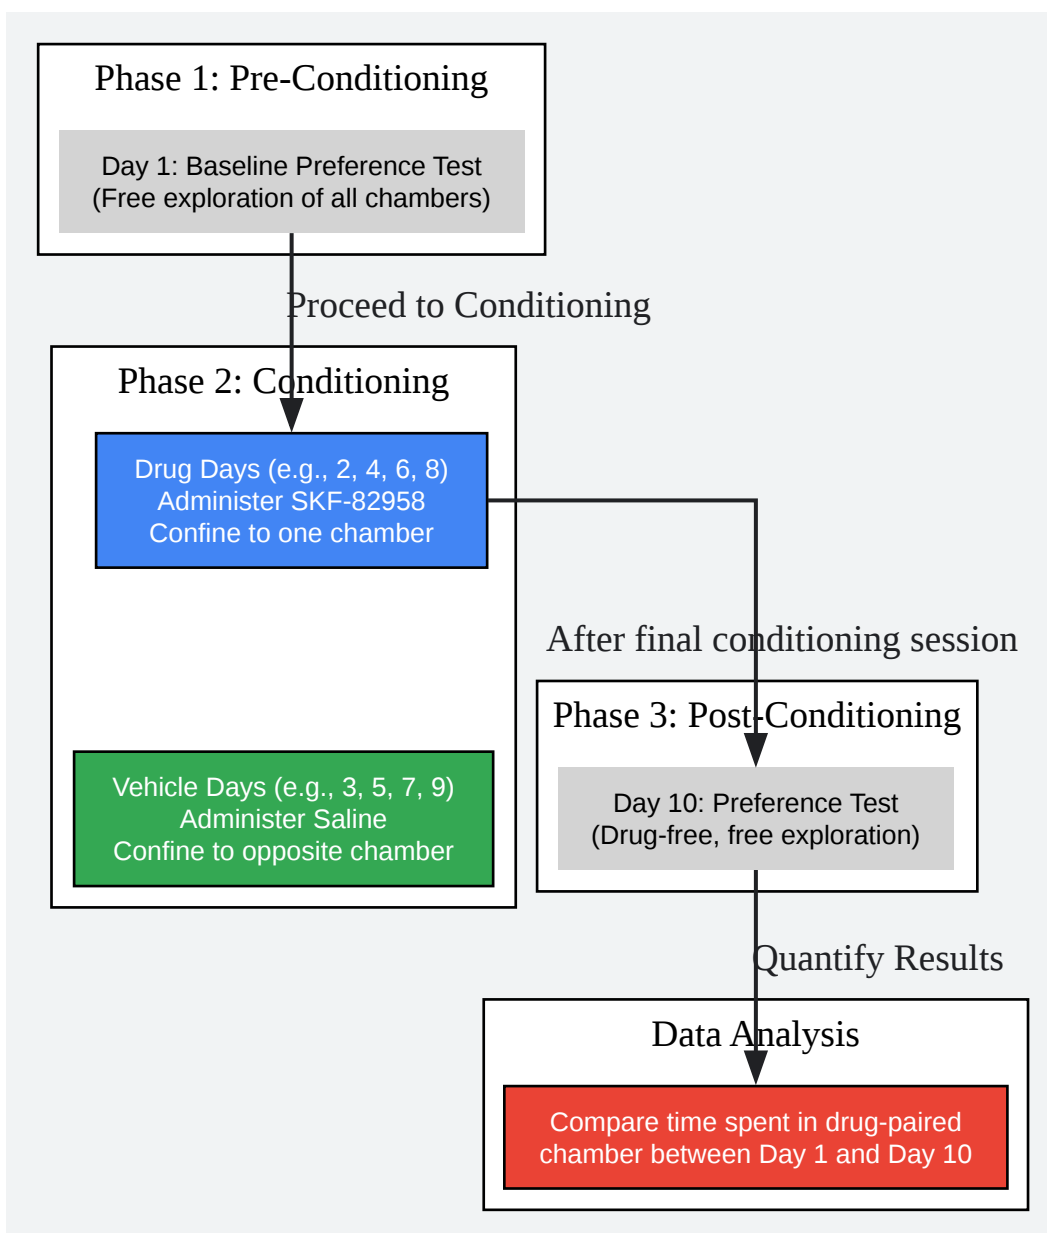 Phase 1: Pre-Conditioning
Day 1: Baseline Preference Test
(Free exploration of all chambers)
Proceed to Conditioning
Phase 2: Conditioning
Drug Days (e.g., 2, 4, 6, 8)
Administer SKF-82958
Confine to one chamber
After final conditioning session
Phase 3: Post-Conditioning
Vehicle Days (e.g., 3, 5, 7, 9)
Administer Saline
Confine to opposite chamber
Day 10: Preference Test
(Drug-free, free exploration)
Quantify Results
Data Analysis
Compare time spent in drug-paired
chamber between Day 1 and Day 10